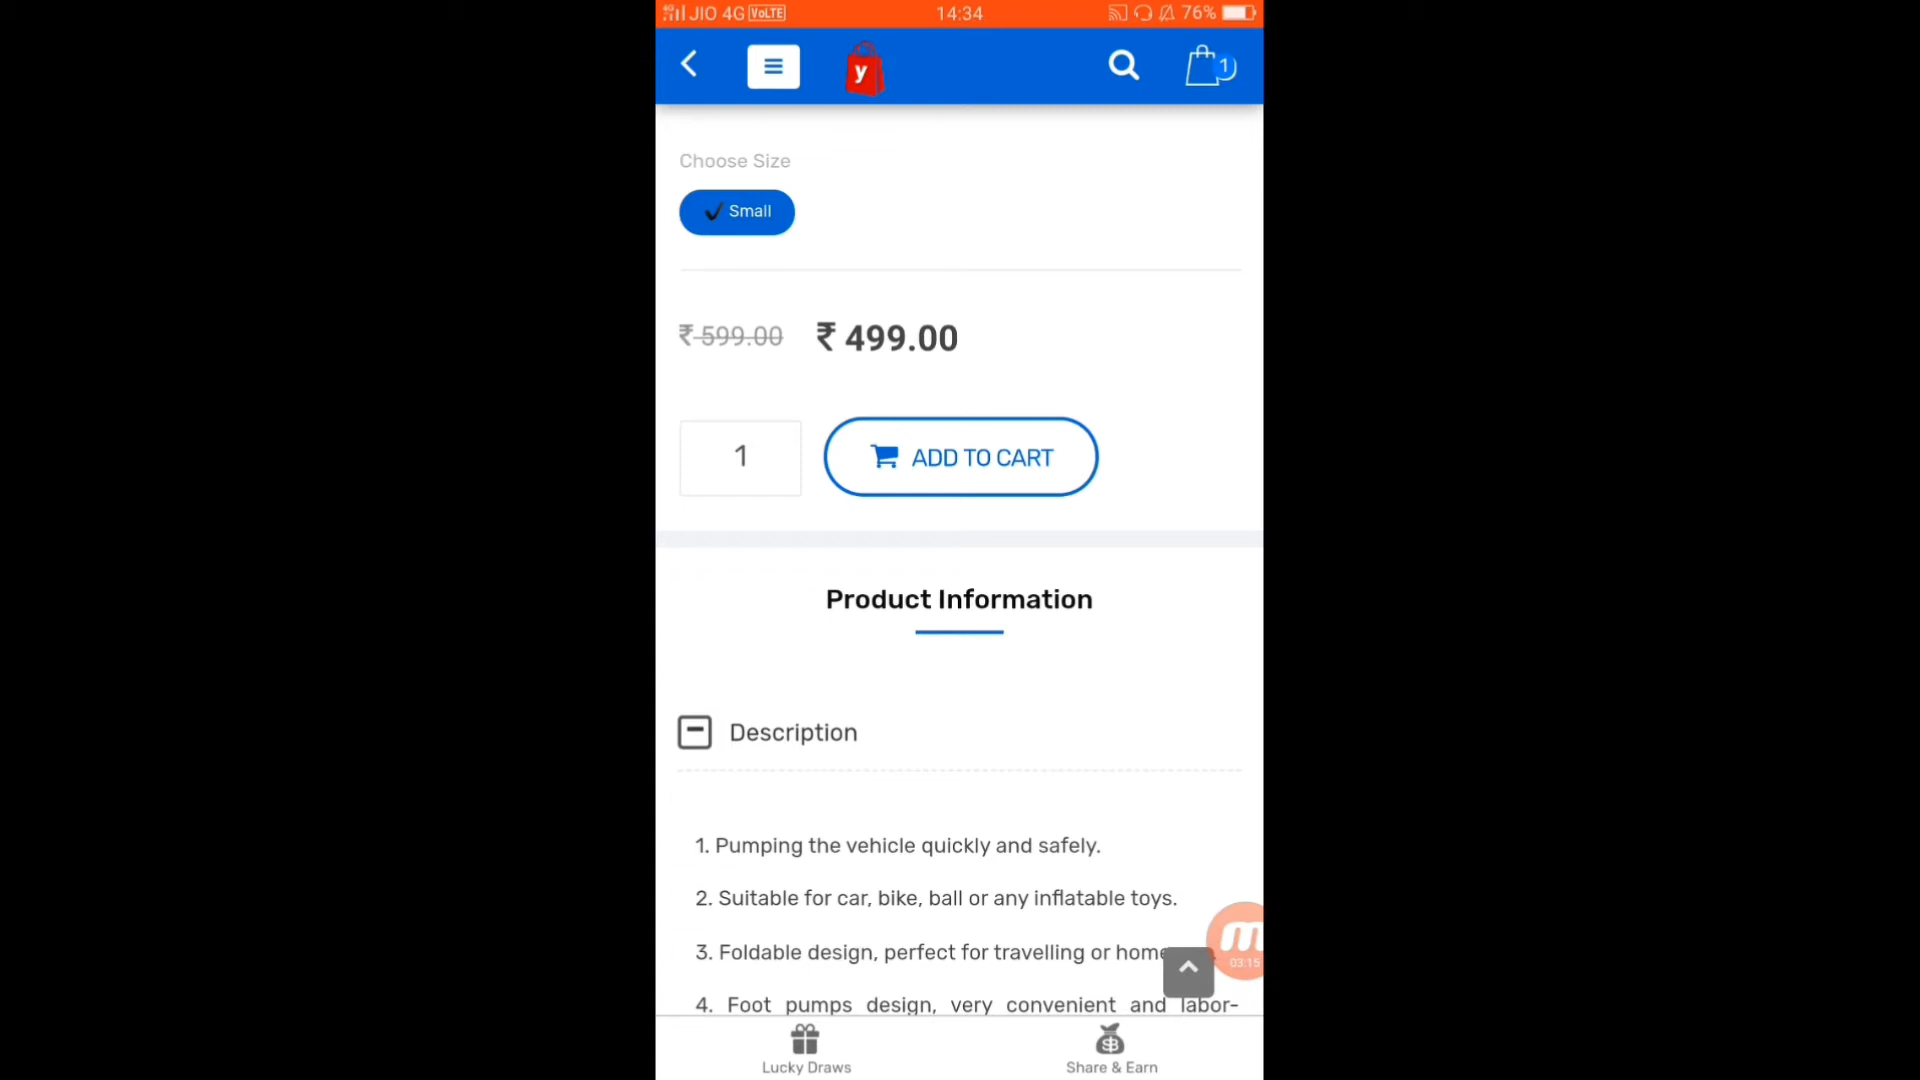 JIO 4G VoLTE 14:34 76%
y 1
Choose Size
Small
₹ 599.00 ₹ 499.00
1 ADD TO CART
Product Information
Description
1. Pumping the vehicle quickly and safely.
2. Suitable for car, bike, ball or any inflatable toys.
3. Foldable design, perfect for travelling or home
03:15
4. Foot pumps design, very convenient and labor-
Lucky Draws Share & Earn